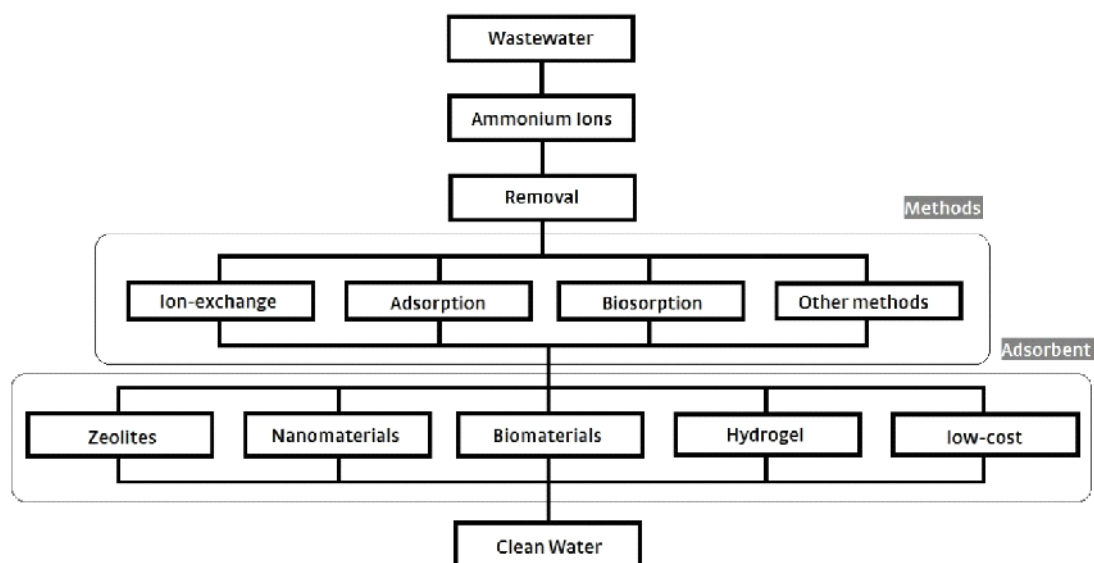 Wastewater
Ammonium Ions
Removal
Methods
Ion-exchange
Adsorption
Biosorption
Other methods
Adsorbent
Zeolites
Nanomaterials
Biomaterials
Hydrogel
low-cost
Clean Water